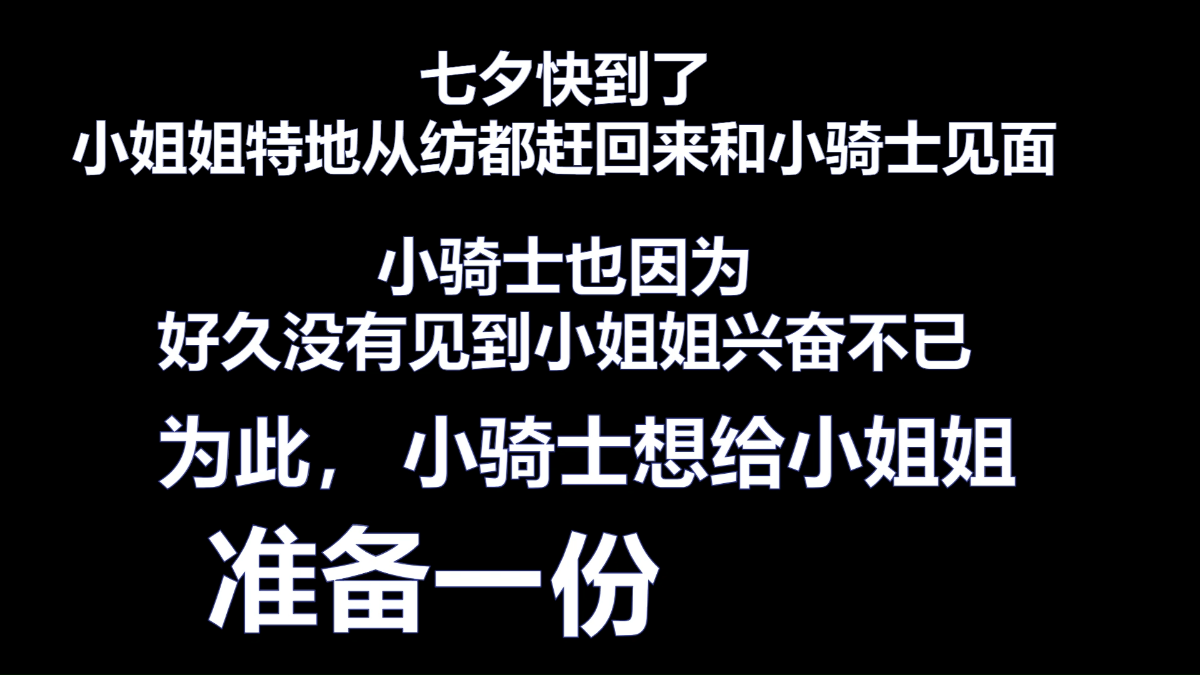 七夕快到了
小姐姐特地从纺都赶回来和小骑士见面
小骑士也因为
好久没有见到小姐姐兴奋不已
为此，小骑士想给小姐姐
准备一份